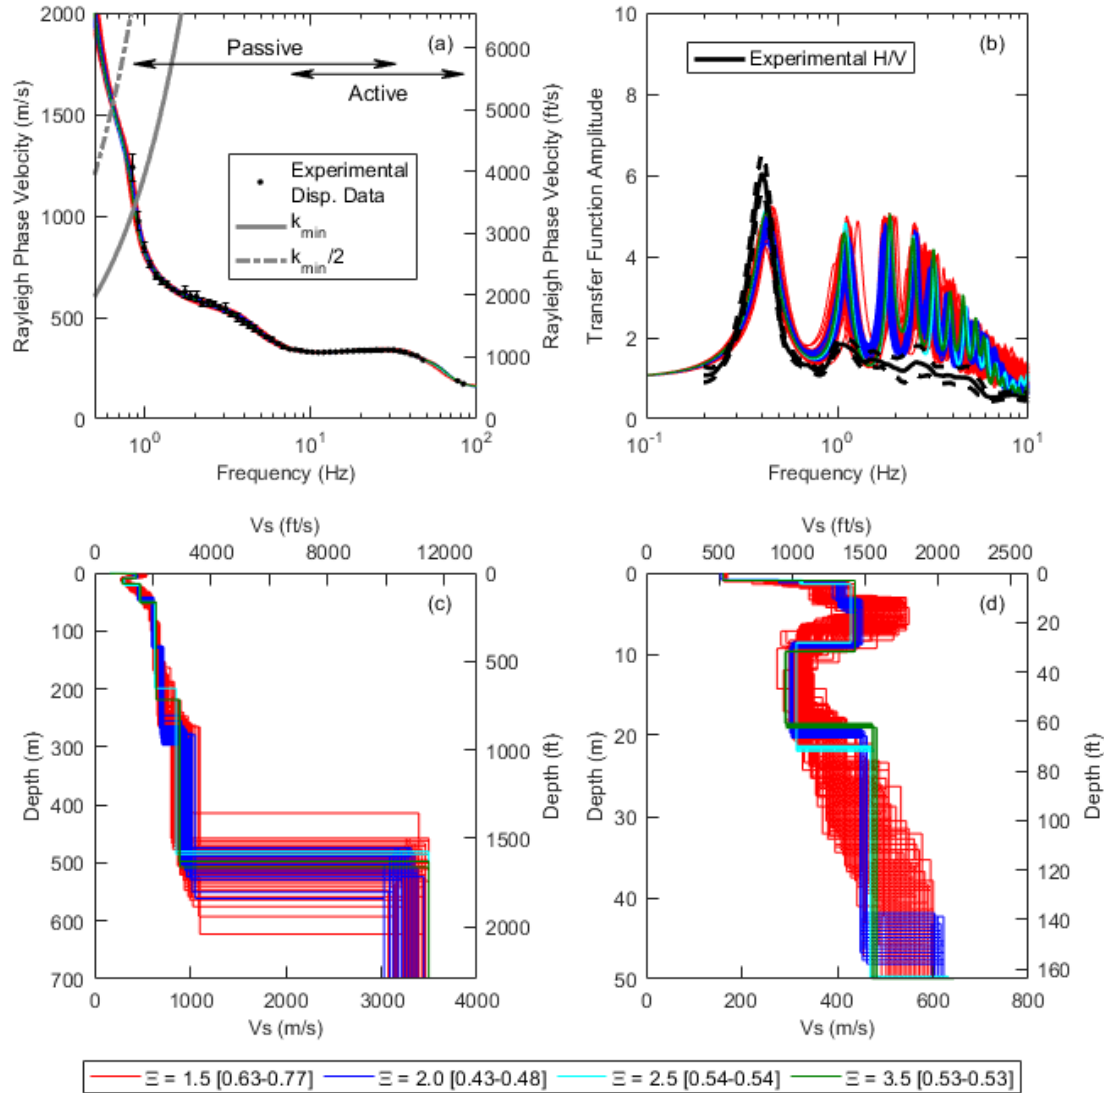 2000
1500
1000
500
0
6000
5000
4000
3000
2000
1000
0
(a)
Passive
Active
Experimental
Disp. Data
k_min
k_min/2
Rayleigh Phase Velocity (m/s)
Rayleigh Phase Velocity (ft/s)
10^0
10^1
10^2
Frequency (Hz)
10
8
6
4
2
0
(b)
Experimental H/V
Transfer Function Amplitude
10^-1
10^0
10^1
Frequency (Hz)
Vs (ft/s)
0 4000 8000 12000
0
100
200
300
400
500
600
700
(c)
0
500
1000
1500
2000
Depth (m)
Depth (ft)
0 1000 2000 3000 4000
Vs (m/s)
Vs (ft/s)
0 500 1000 1500 2000 2600
0
10
20
30
40
50
(d)
0
20
40
60
80
100
120
140
160
Depth (m)
Depth (ft)
0 200 400 600 800
Vs (m/s)
Ξ = 1.5 [0.63-0.77] Ξ = 2.0 [0.43-0.48] Ξ = 2.5 [0.54-0.54] Ξ = 3.5 [0.53-0.53]